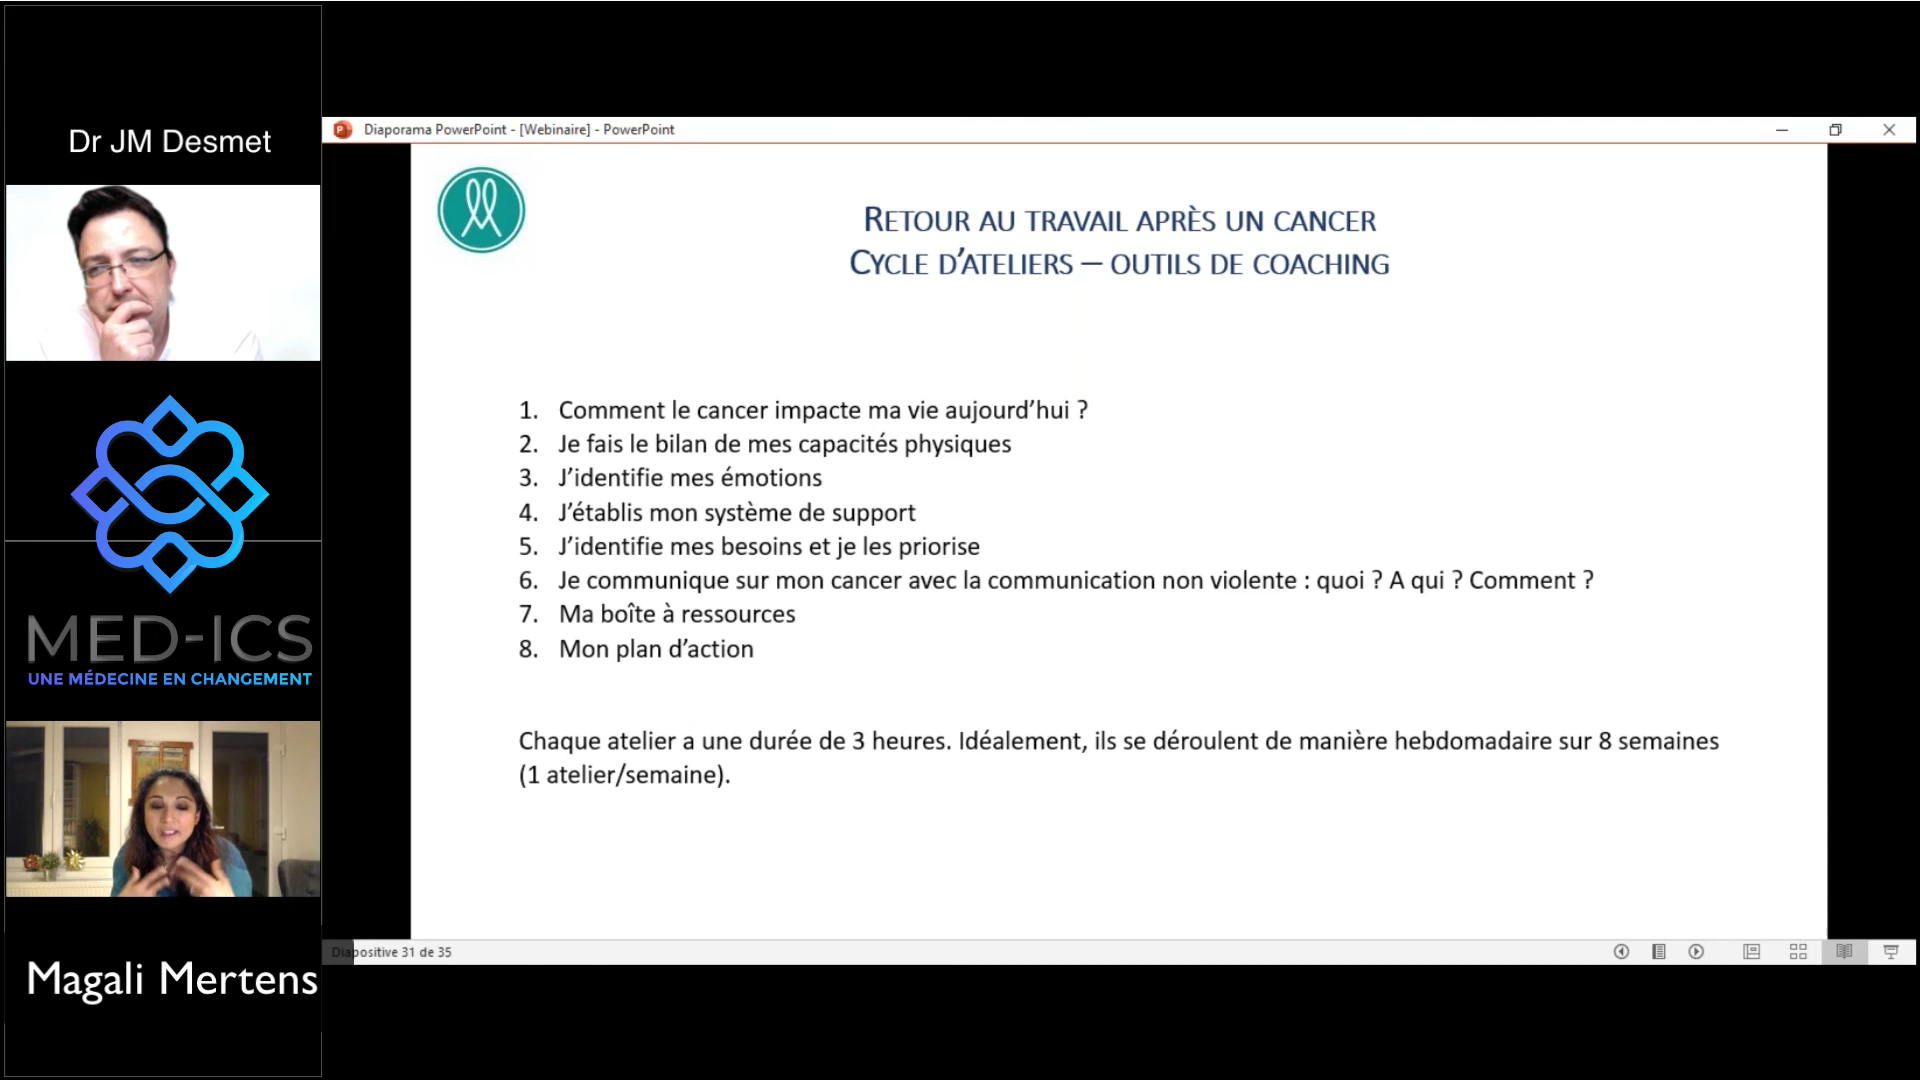 Dr JM Desmet
MED-ICS
UNE MÉDECINE EN CHANGEMENT
Magali Mertens
Diaporama PowerPoint - [Webinaire] - PowerPoint
RETOUR AU TRAVAIL APRÈS UN CANCER
CYCLE D’ATELIERS – OUTILS DE COACHING
1. Comment le cancer impacte ma vie aujourd’hui ?
2. Je fais le bilan de mes capacités physiques
3. J’identifie mes émotions
4. J’établis mon système de support
5. J’identifie mes besoins et je les priorise
6. Je communique sur mon cancer avec la communication non violente : quoi ? A qui ? Comment ?
7. Ma boîte à ressources
8. Mon plan d’action
Chaque atelier a une durée de 3 heures. Idéalement, ils se déroulent de manière hebdomadaire sur 8 semaines
(1 atelier/semaine).
Diapositive 31 de 35